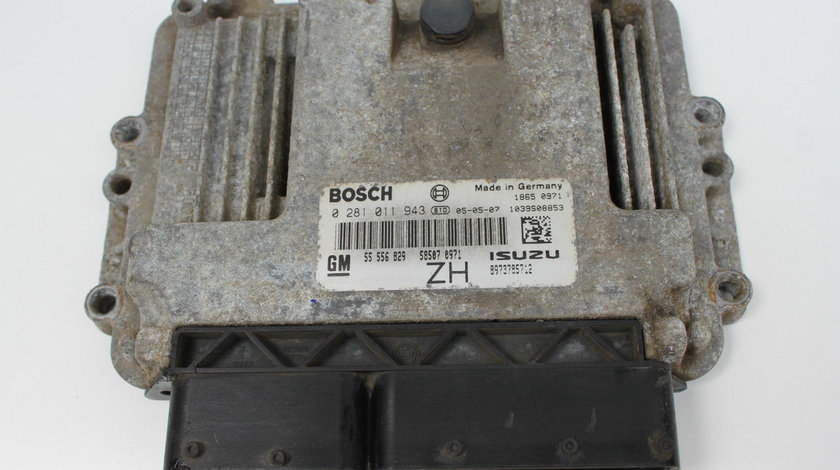 BOSCH Made in Germany
1865 0971
0 281 011 943 05-05-07 1039S08853
GM 55 556 829 58507 0971 ISUZU
ZH 8973785712